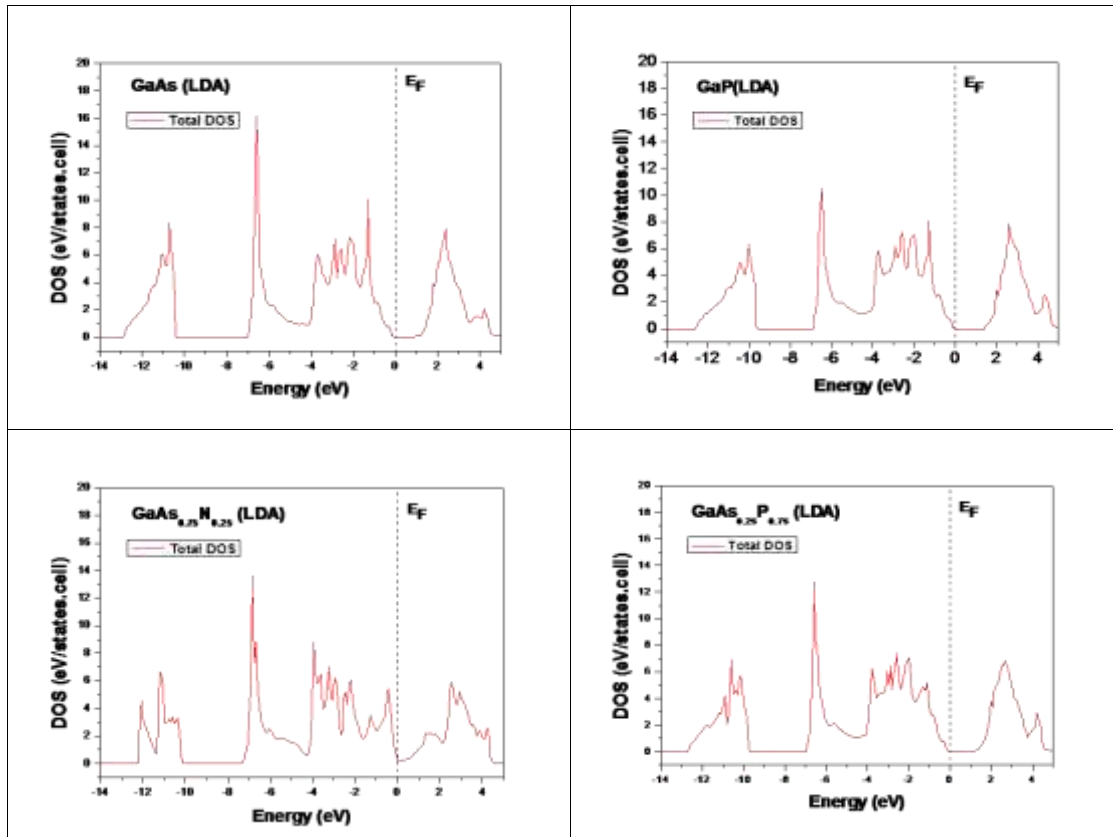 GaAs (LDA)
E_F
Total DOS
DOS (eV/states.cell)
20
18
16
14
12
10
8
6
4
2
0
-14 -12 -10 -8 -6 -4 -2 0 2 4
Energy (eV)
GaP(LDA)
E_F
Total DOS
DOS (eV/states.cell)
20
18
16
14
12
10
8
6
4
2
0
-14 -12 -10 -8 -6 -4 -2 0 2 4
Energy (eV)
GaAs0.75N0.25 (LDA)
E_F
Total DOS
DOS (eV/states.cell)
20
18
16
14
12
10
8
6
4
2
0
-14 -12 -10 -8 -6 -4 -2 0 2 4
Energy (eV)
GaAs0.25P0.75 (LDA)
E_F
Total DOS
DOS (eV/states.cell)
20
18
16
14
12
10
8
6
4
2
0
-14 -12 -10 -8 -6 -4 -2 0 2 4
Energy (eV)